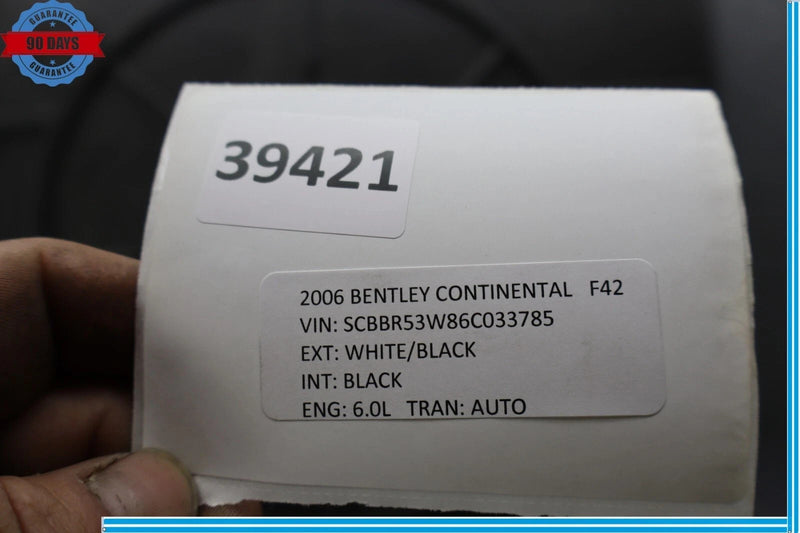 GUARANTEE
90 DAYS
GUARANTEE
39421
2006 BENTLEY CONTINENTAL F42
VIN: SCBBR53W86C033785
EXT: WHITE/BLACK
INT: BLACK
ENG: 6.0L TRAN: AUTO